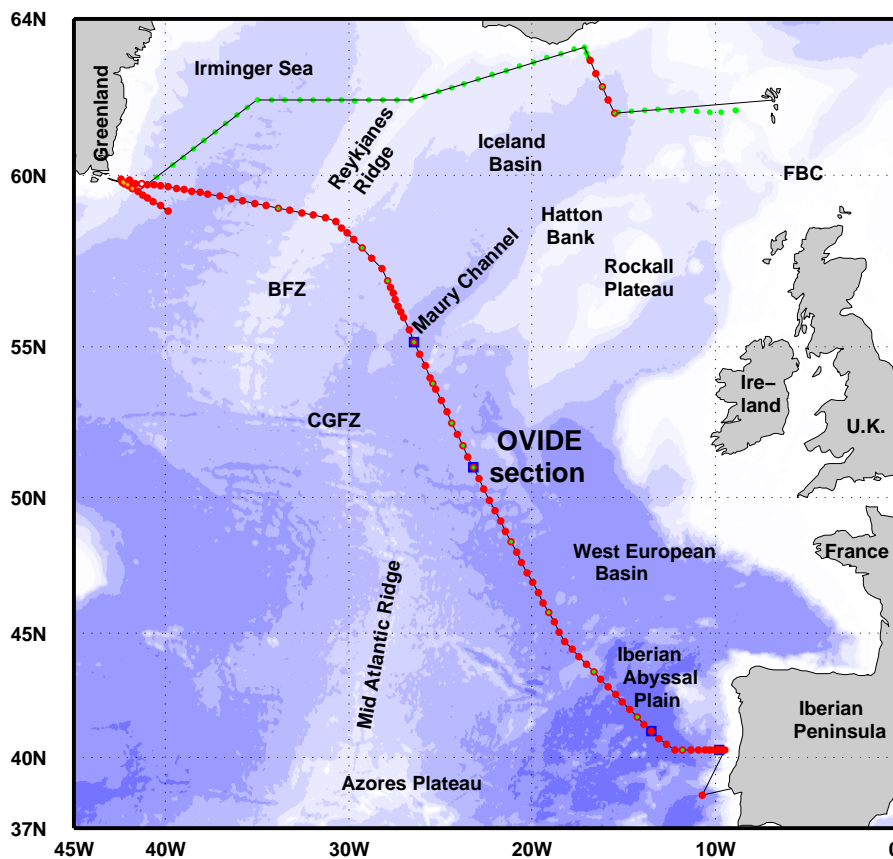 64N
Irminger Sea
Greenland
Reykjanes
Ridge
Iceland
Basin
60N
FBC
Hatton
Bank
Rockall
Plateau
Maury Channel
BFZ
55N
Ire–
land
U.K.
CGFZ
OVIDE
section
50N
West European
Basin
France
Mid Atlantic Ridge
45N
Iberian
Abyssal
Plain
Iberian
Peninsula
40N
Azores Plateau
37N
45W
40W
30W
20W
10W